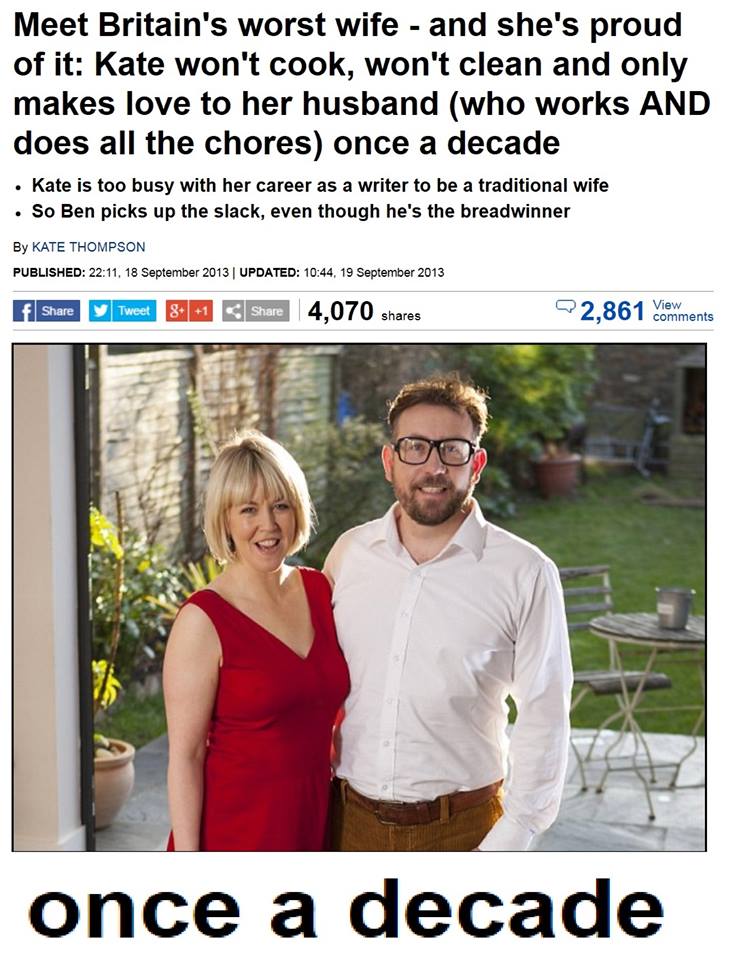 Meet Britain's worst wife - and she's proud
of it: Kate won't cook, won't clean and only
makes love to her husband (who works AND
does all the chores) once a decade
• Kate is too busy with her career as a writer to be a traditional wife
• So Ben picks up the slack, even though he's the breadwinner
By KATE THOMPSON
PUBLISHED: 22:11, 18 September 2013 | UPDATED: 10:44, 19 September 2013
f Share Tweet 8+ +1 Share 4,070 shares 2,861 View comments
once a decade